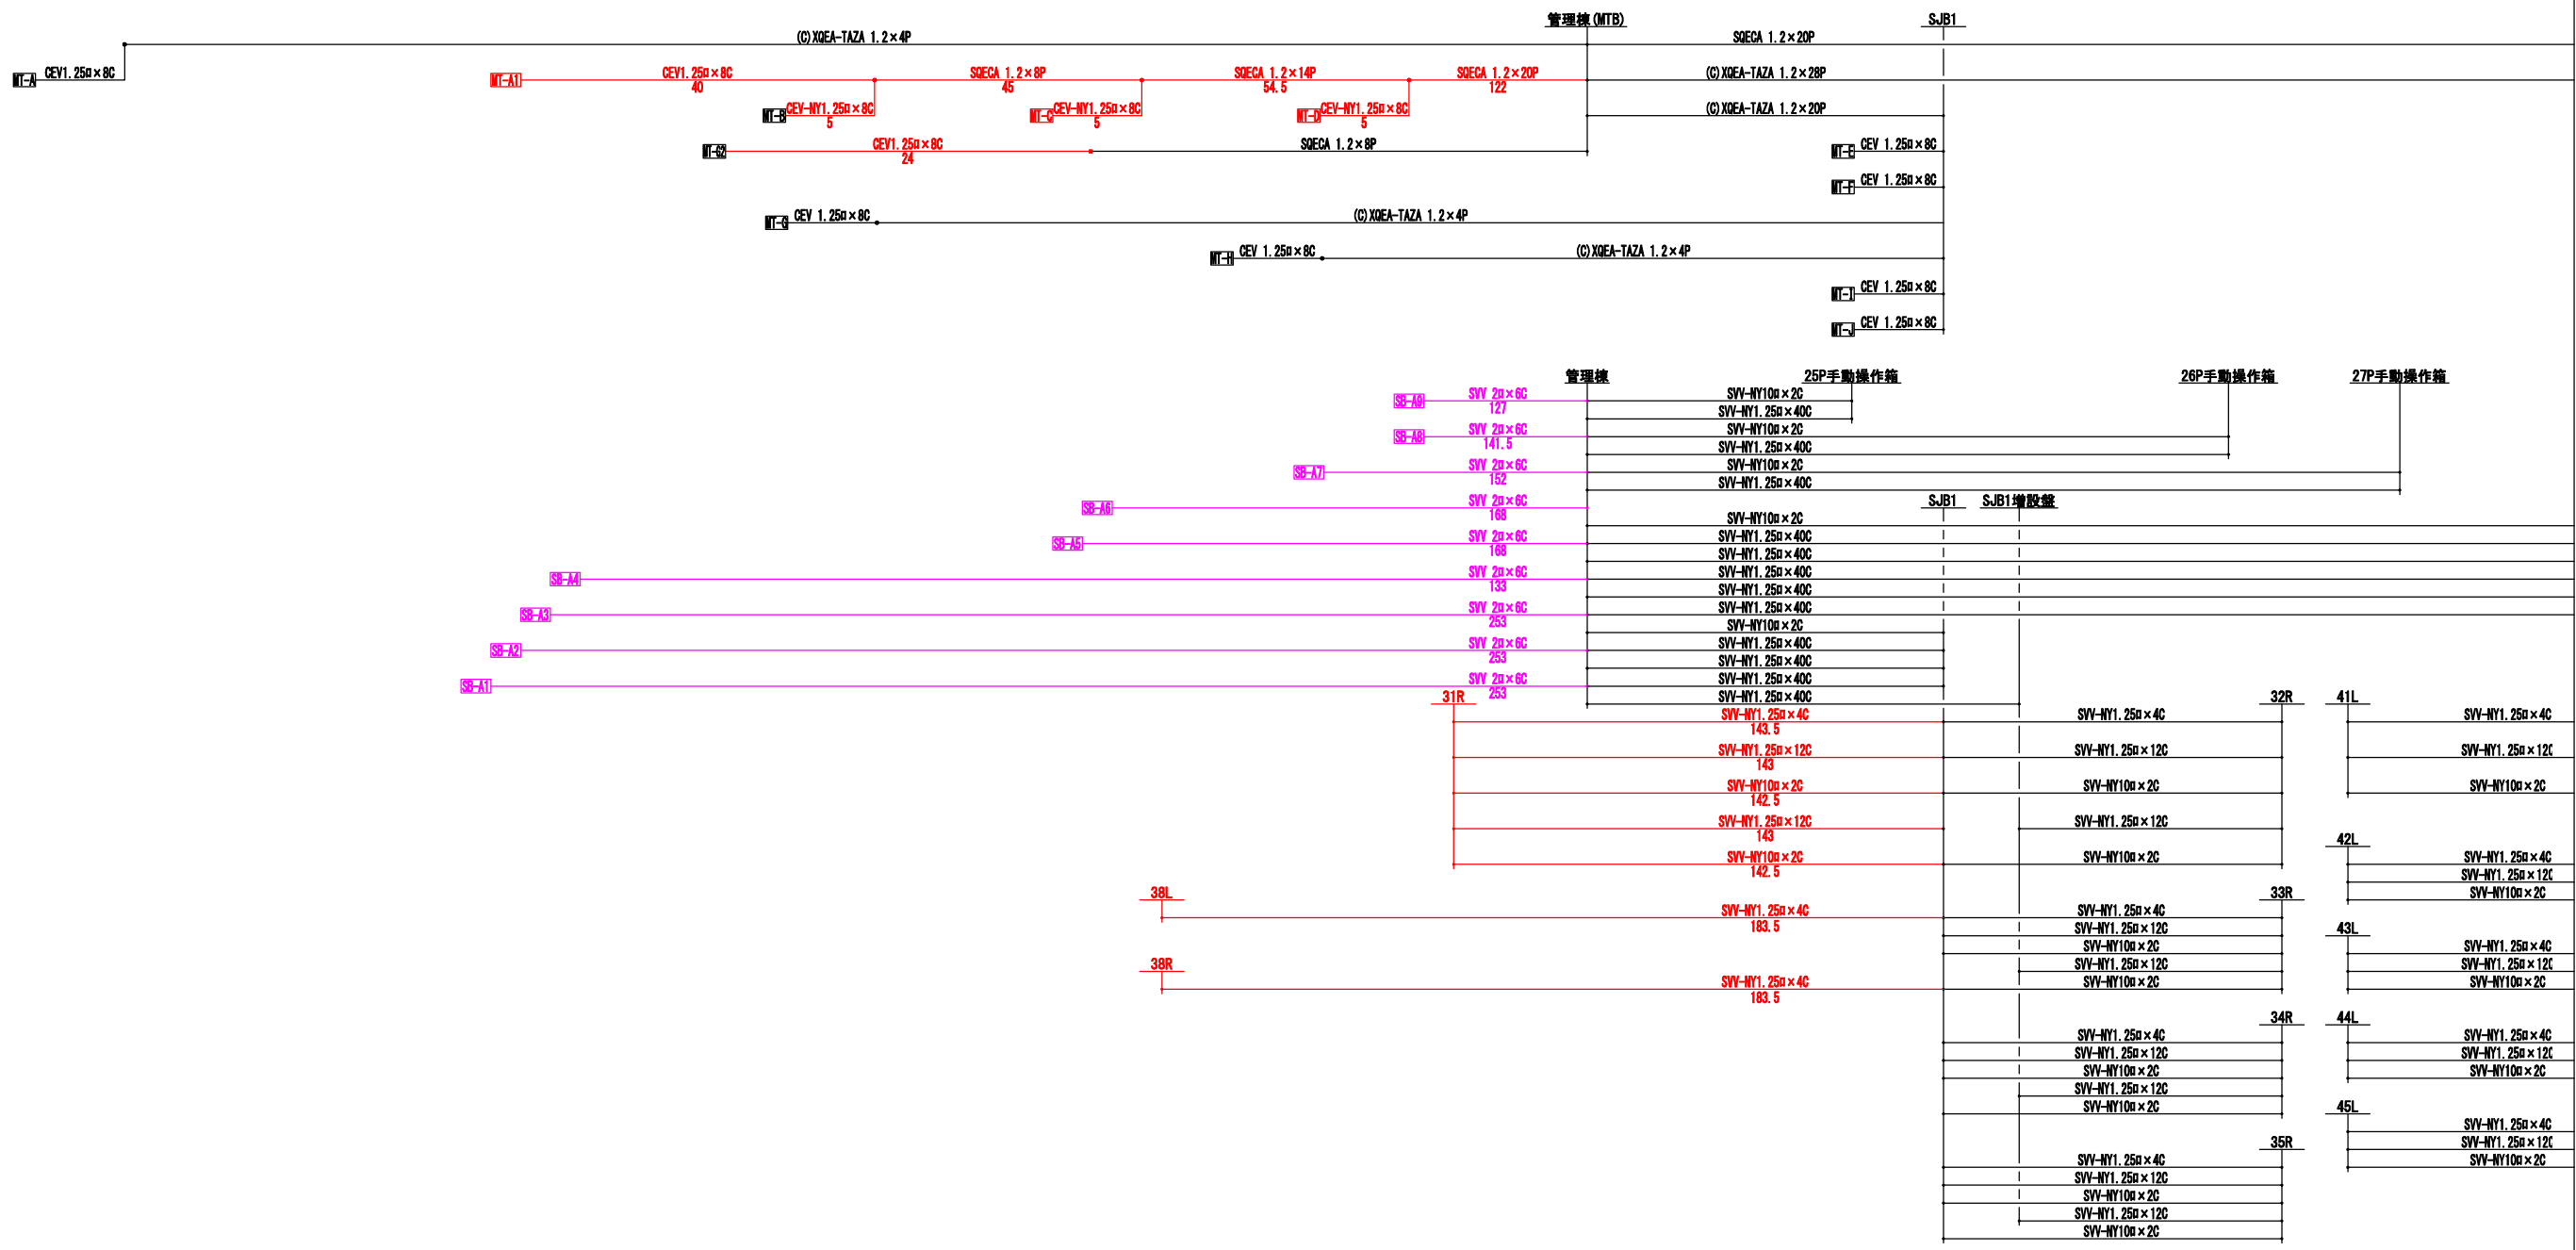 管理棟(MTB)
SJB1
(C)XQEA-TAZA 1.2×4P
SQECA 1.2×20P
MT-A
CEV1.25□×8C
MT-A1
CEV1.25□×8C
40
SQECA 1.2×8P
45
SQECA 1.2×14P
54.5
SQECA 1.2×20P
122
(C)XQEA-TAZA 1.2×28P
MT-B
CEV-NY1.25□×8C
5
MT-C
CEV-NY1.25□×8C
5
MT-D
CEV-NY1.25□×8C
5
(C)XQEA-TAZA 1.2×20P
MT-G2
CEV1.25□×8C
24
SQECA 1.2×8P
MT-E
CEV 1.25□×8C
MT-F
CEV 1.25□×8C
MT-G
CEV 1.25□×8C
(C)XQEA-TAZA 1.2×4P
MT-H
CEV 1.25□×8C
(C)XQEA-TAZA 1.2×4P
MT-I
CEV 1.25□×8C
MT-J
CEV 1.25□×8C
管理棟
25P手動操作箱
26P手動操作箱
27P手動操作箱
SB-A9
SVV 2□×6C
127
SVV-NY10□×2C
SVV-NY1.25□×40C
SB-A8
SVV 2□×6C
141.5
SVV-NY10□×2C
SVV-NY1.25□×40C
SB-A7
SVV 2□×6C
152
SVV-NY10□×2C
SVV-NY1.25□×40C
SJB1
SJB1増設盤
SB-A6
SVV 2□×6C
168
SVV-NY10□×2C
SB-A5
SVV 2□×6C
168
SVV-NY1.25□×40C
SVV-NY1.25□×40C
SB-A4
SVV 2□×6C
133
SVV-NY1.25□×40C
SVV-NY1.25□×40C
SB-A3
SVV 2□×6C
253
SVV-NY1.25□×40C
SVV-NY10□×2C
SB-A2
SVV 2□×6C
253
SVV-NY1.25□×40C
SVV-NY1.25□×40C
SB-A1
SVV 2□×6C
253
SVV-NY1.25□×40C
SVV-NY1.25□×40C
31R
32R
41L
SVV-NY1.25□×4C
143.5
SVV-NY1.25□×4C
SVV-NY1.25□×4C
SVV-NY1.25□×12C
143
SVV-NY1.25□×12C
SVV-NY1.25□×12C
SVV-NY10□×2C
142.5
SVV-NY10□×2C
SVV-NY10□×2C
SVV-NY1.25□×12C
143
SVV-NY1.25□×12C
42L
SVV-NY10□×2C
142.5
SVV-NY10□×2C
SVV-NY1.25□×4C
SVV-NY1.25□×12C
SVV-NY10□×2C
38L
33R
SVV-NY1.25□×4C
183.5
SVV-NY1.25□×4C
SVV-NY1.25□×12C
SVV-NY10□×2C
SVV-NY1.25□×12C
SVV-NY10□×2C
43L
SVV-NY1.25□×4C
SVV-NY1.25□×12C
SVV-NY10□×2C
38R
SVV-NY1.25□×4C
183.5
34R
44L
SVV-NY1.25□×4C
SVV-NY1.25□×12C
SVV-NY10□×2C
SVV-NY1.25□×12C
SVV-NY10□×2C
SVV-NY1.25□×4C
SVV-NY1.25□×12C
SVV-NY10□×2C
45L
SVV-NY1.25□×4C
SVV-NY1.25□×12C
SVV-NY10□×2C
35R
SVV-NY1.25□×4C
SVV-NY1.25□×12C
SVV-NY10□×2C
SVV-NY1.25□×12C
SVV-NY10□×2C